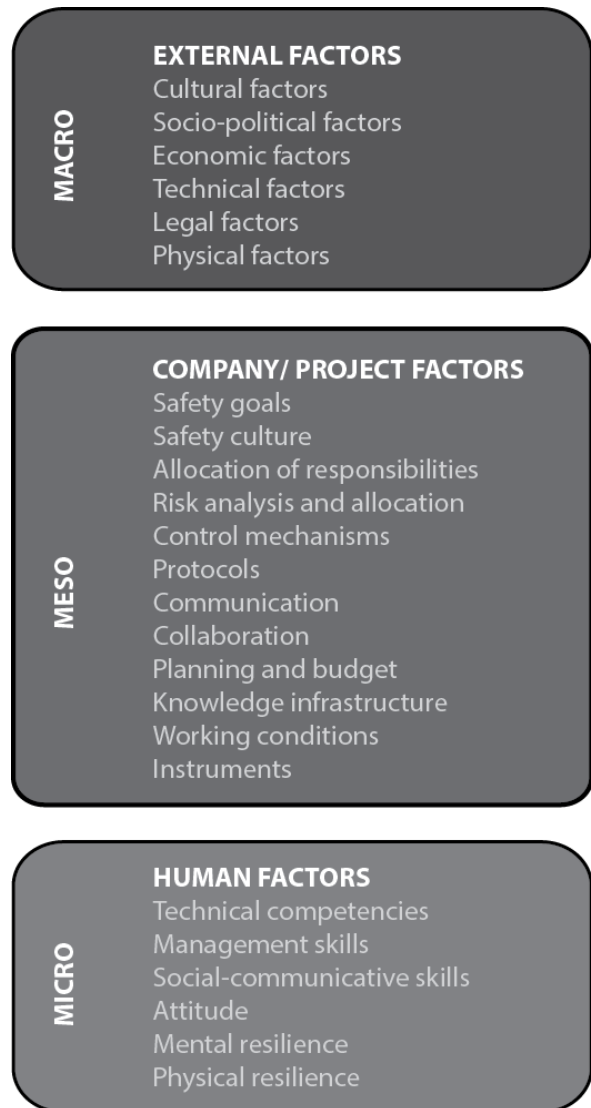 MACRO
EXTERNAL FACTORS
Cultural factors
Socio-political factors
Economic factors
Technical factors
Legal factors
Physical factors
MESO
COMPANY/ PROJECT FACTORS
Safety goals
Safety culture
Allocation of responsibilities
Risk analysis and allocation
Control mechanisms
Protocols
Communication
Collaboration
Planning and budget
Knowledge infrastructure
Working conditions
Instruments
MICRO
HUMAN FACTORS
Technical competencies
Management skills
Social-communicative skills
Attitude
Mental resilience
Physical resilience